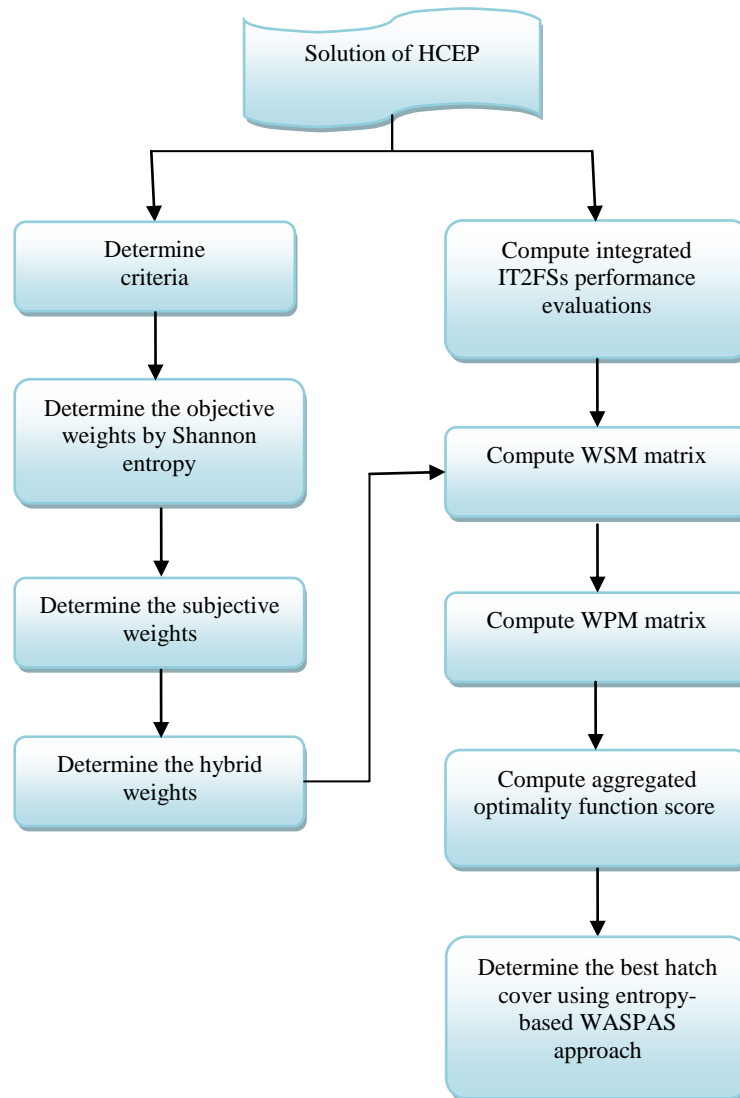 Solution of HCEP
Determine
criteria
Determine the objective
weights by Shannon
entropy
Determine the subjective
weights
Determine the hybrid
weights
Compute integrated
IT2FSs performance
evaluations
Compute WSM matrix
Compute WPM matrix
Compute aggregated
optimality function score
Determine the best hatch
cover using entropy-
based WASPAS
approach